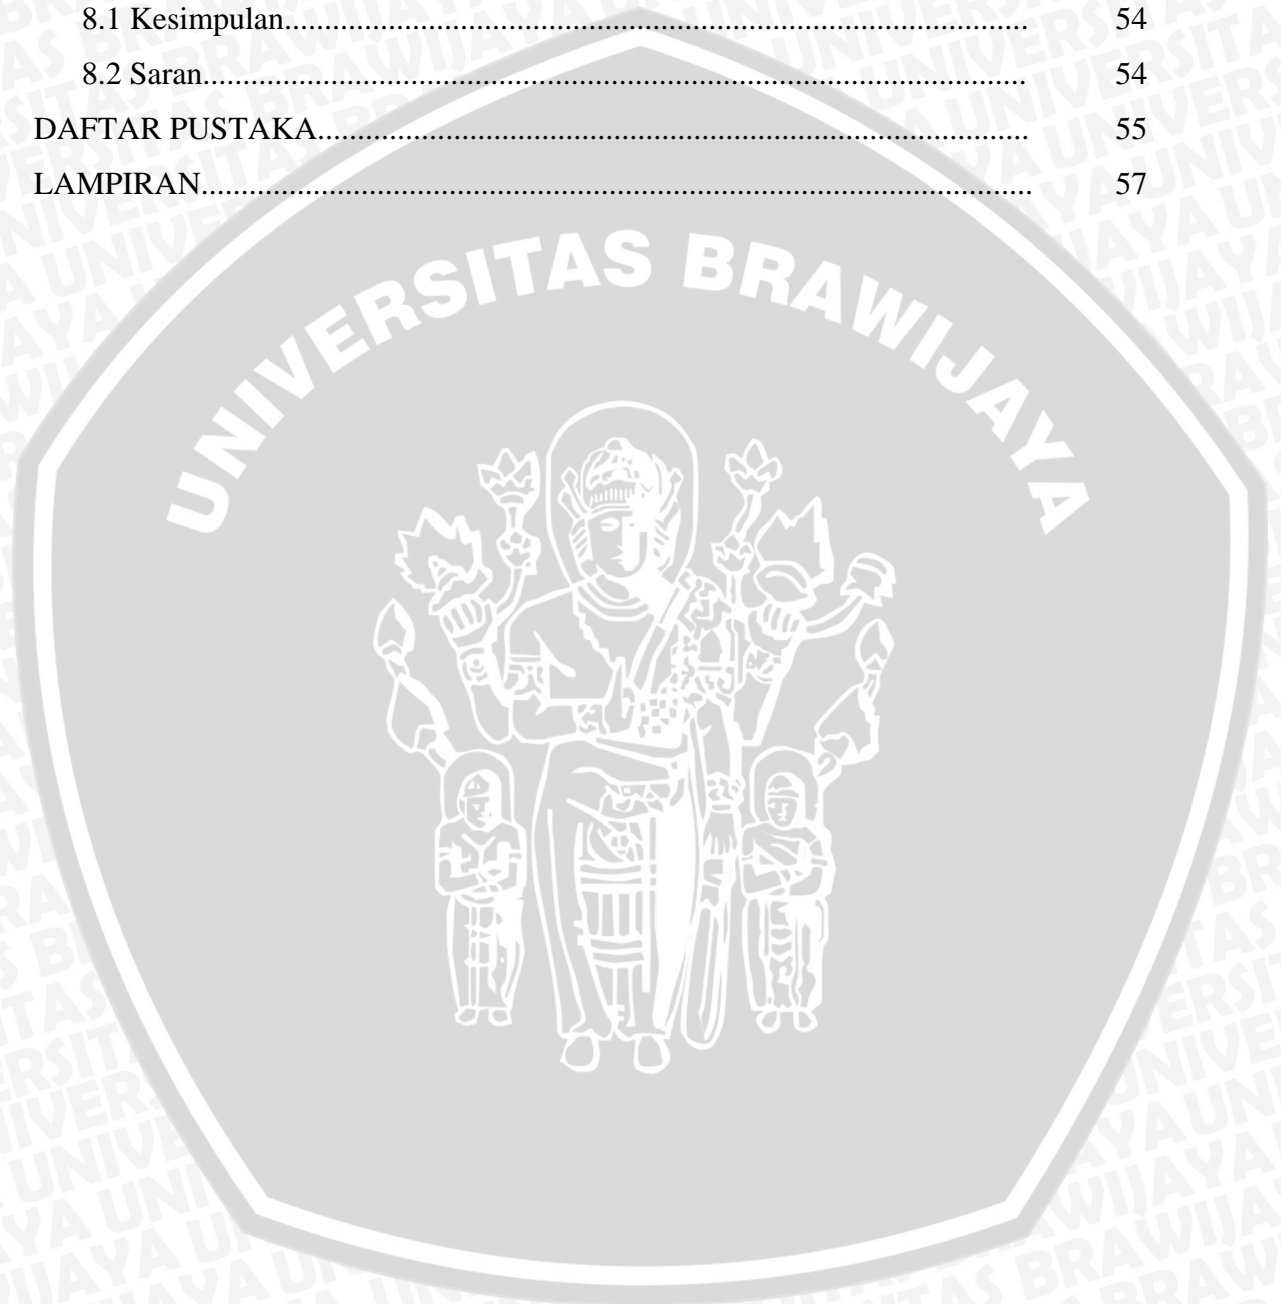 8.1 Kesimpulan............................................................................................ 54
8.2 Saran...................................................................................................... 54
DAFTAR PUSTAKA........................................................................................ 55
LAMPIRAN....................................................................................................... 57
UNIVERSITAS BRAWIJAYA